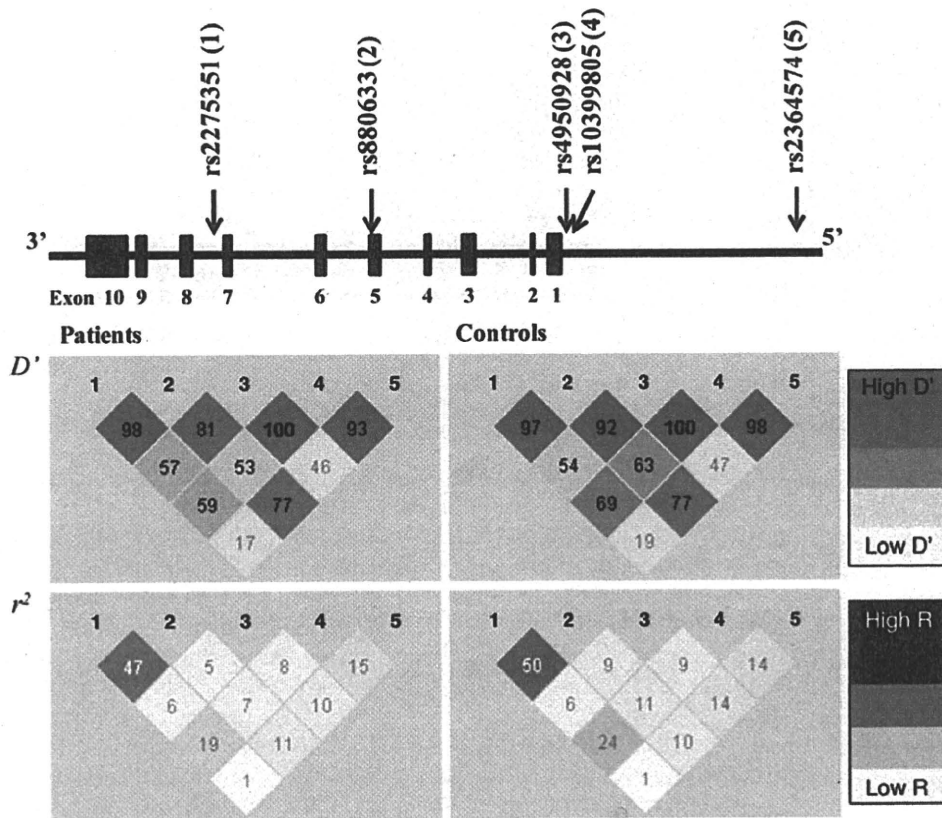 rs2275351 (1)
rs880633 (2)
rs4950928 (3)
rs10399805 (4)
rs2364574 (5)
3’ 5’
Exon 10 9 8 7 6 5 4 3 2 1
Patients Controls
D’
1 2 3 4 5
98 81 100 93
57 53 46
59 77
17
1 2 3 4 5
97 92 100 98
54 63 47
69 77
19
High D'
Low D'
r²
1 2 3 4 5
47 5 8 15
6 7 10
19 11
1
1 2 3 4 5
50 9 9 14
6 11 14
24 10
1
High R
Low R